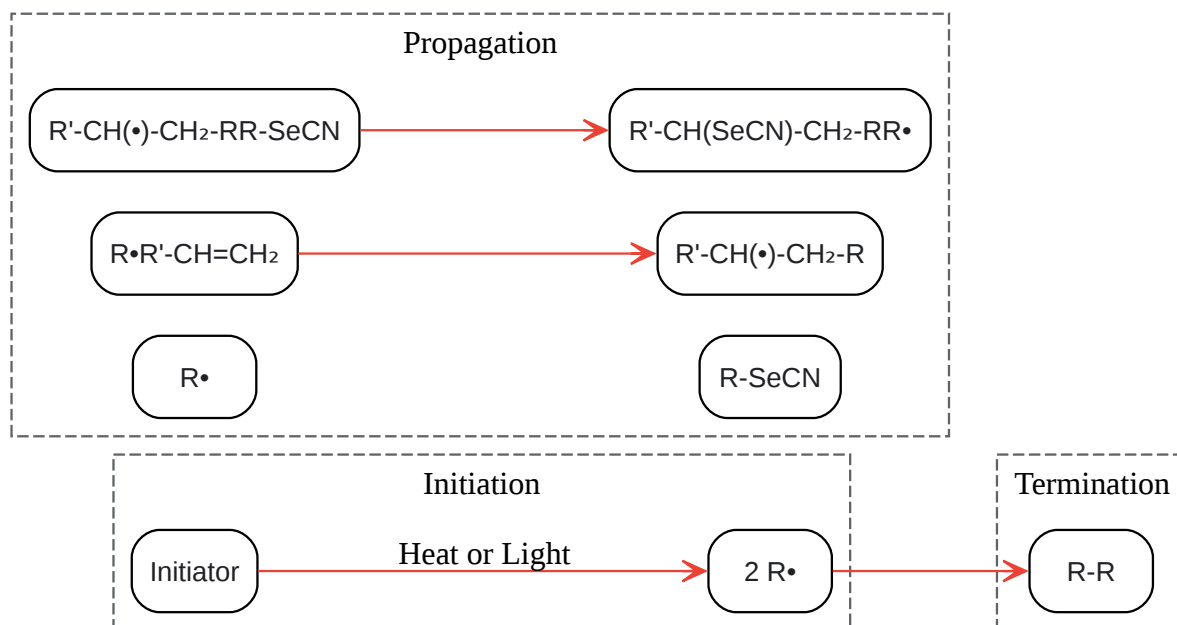 Propagation
R'-CH(•)-CH₂-RR-SeCN
R'-CH(SeCN)-CH₂-RR•
R•R'-CH=CH₂
R'-CH(•)-CH₂-R
R•
R-SeCN
Initiation
Termination
Initiator
Heat or Light
2 R•
R-R